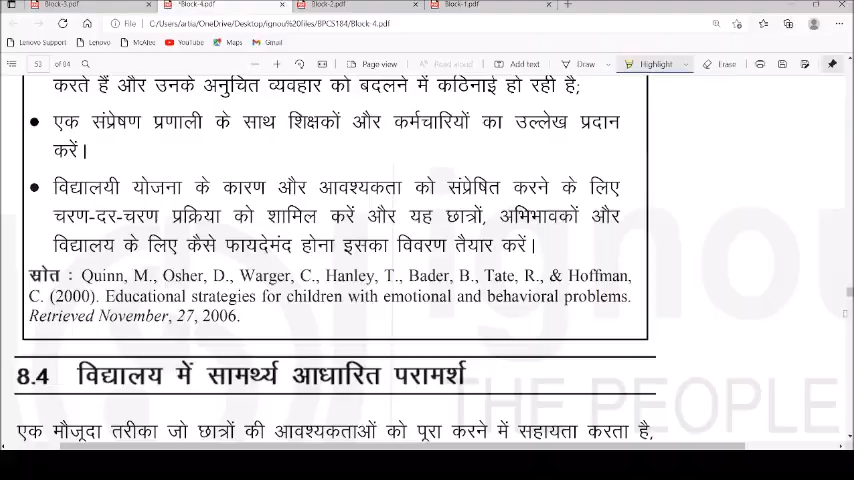 Block-3.pdf
*Block-4.pdf
Block-2.pdf
Block-1.pdf
File
C:/Users/artia/OneDrive/Desktop/ignou%20files/BPCS184/Block-4.pdf
Lenovo Support
Lenovo
McAfee
YouTube
Maps
Gmail
53
of 84
Page view
Read aloud
Add text
Draw
Highlight
Erase
करते हैं और उनके अनुचित व्यवहार को बदलने में कठिनाई हो रही है;
● एक संप्रेषण प्रणाली के साथ शिक्षकों और कर्मचारियों का उल्लेख प्रदान
करें।
● विद्यालयी योजना के कारण और आवश्यकता को संप्रेषित करने के लिए
चरण-दर-चरण प्रक्रिया को शामिल करें और यह छात्रों, अभिभावकों और
विद्यालय के लिए कैसे फायदेमंद होना इसका विवरण तैयार करें।
स्रोत : Quinn, M., Osher, D., Warger, C., Hanley, T., Bader, B., Tate, R., & Hoffman,
C. (2000). Educational strategies for children with emotional and behavioral problems.
Retrieved November, 27, 2006.
8.4 विद्यालय में सामर्थ्य आधारित परामर्श
एक मौजूदा तरीका जो छात्रों की आवश्यकताओं को पूरा करने में सहायता करता है,
ignou
THE PEOPLE